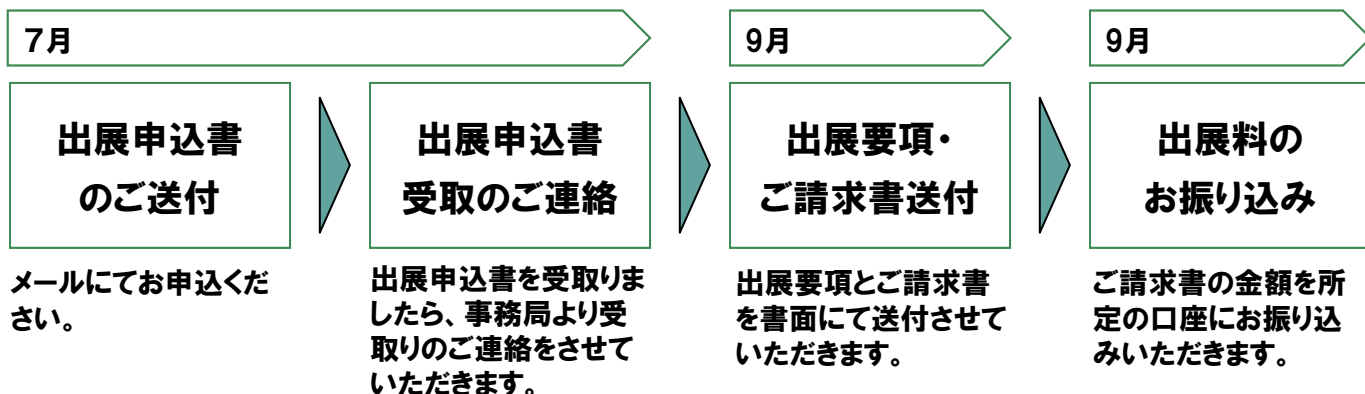 7月
9月
9月
出展申込書
のご送付
出展申込書
受取のご連絡
出展要項・
ご請求書送付
出展料の
お振り込み
メールにてお申込くだ
さい。
出展申込書を受取りま
したら、事務局より受
取りのご連絡をさせて
いただきます。
出展要項とご請求書
を書面にて送付させて
いただきます。
ご請求書の金額を所
定の口座にお振り込
みいただきます。